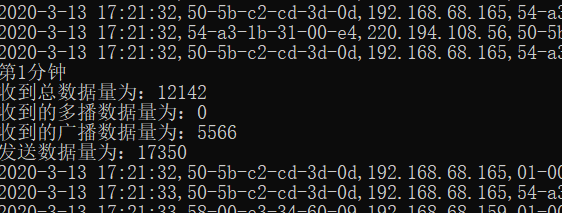 2020-3-13 17:21:32,50-5b-c2-cd-3d-0d,192.168.68.165,54-a3
2020-3-13 17:21:32,54-a3-1b-31-00-e4,220.194.108.56,50-5b
2020-3-13 17:21:32,50-5b-c2-cd-3d-0d,192.168.68.165,54-a3
第1分钟
收到总数据量为：12142
收到的多播数据量为：0
收到的广播数据量为：5566
发送数据量为：17350
2020-3-13 17:21:32,50-5b-c2-cd-3d-0d,192.168.68.165,01-00
2020-3-13 17:21:33,50-5b-c2-cd-3d-0d,192.168.68.165,54-a3
2020-3-13 17:21:33,58-00-e3-34-60-09,192.168.68.159,01-00